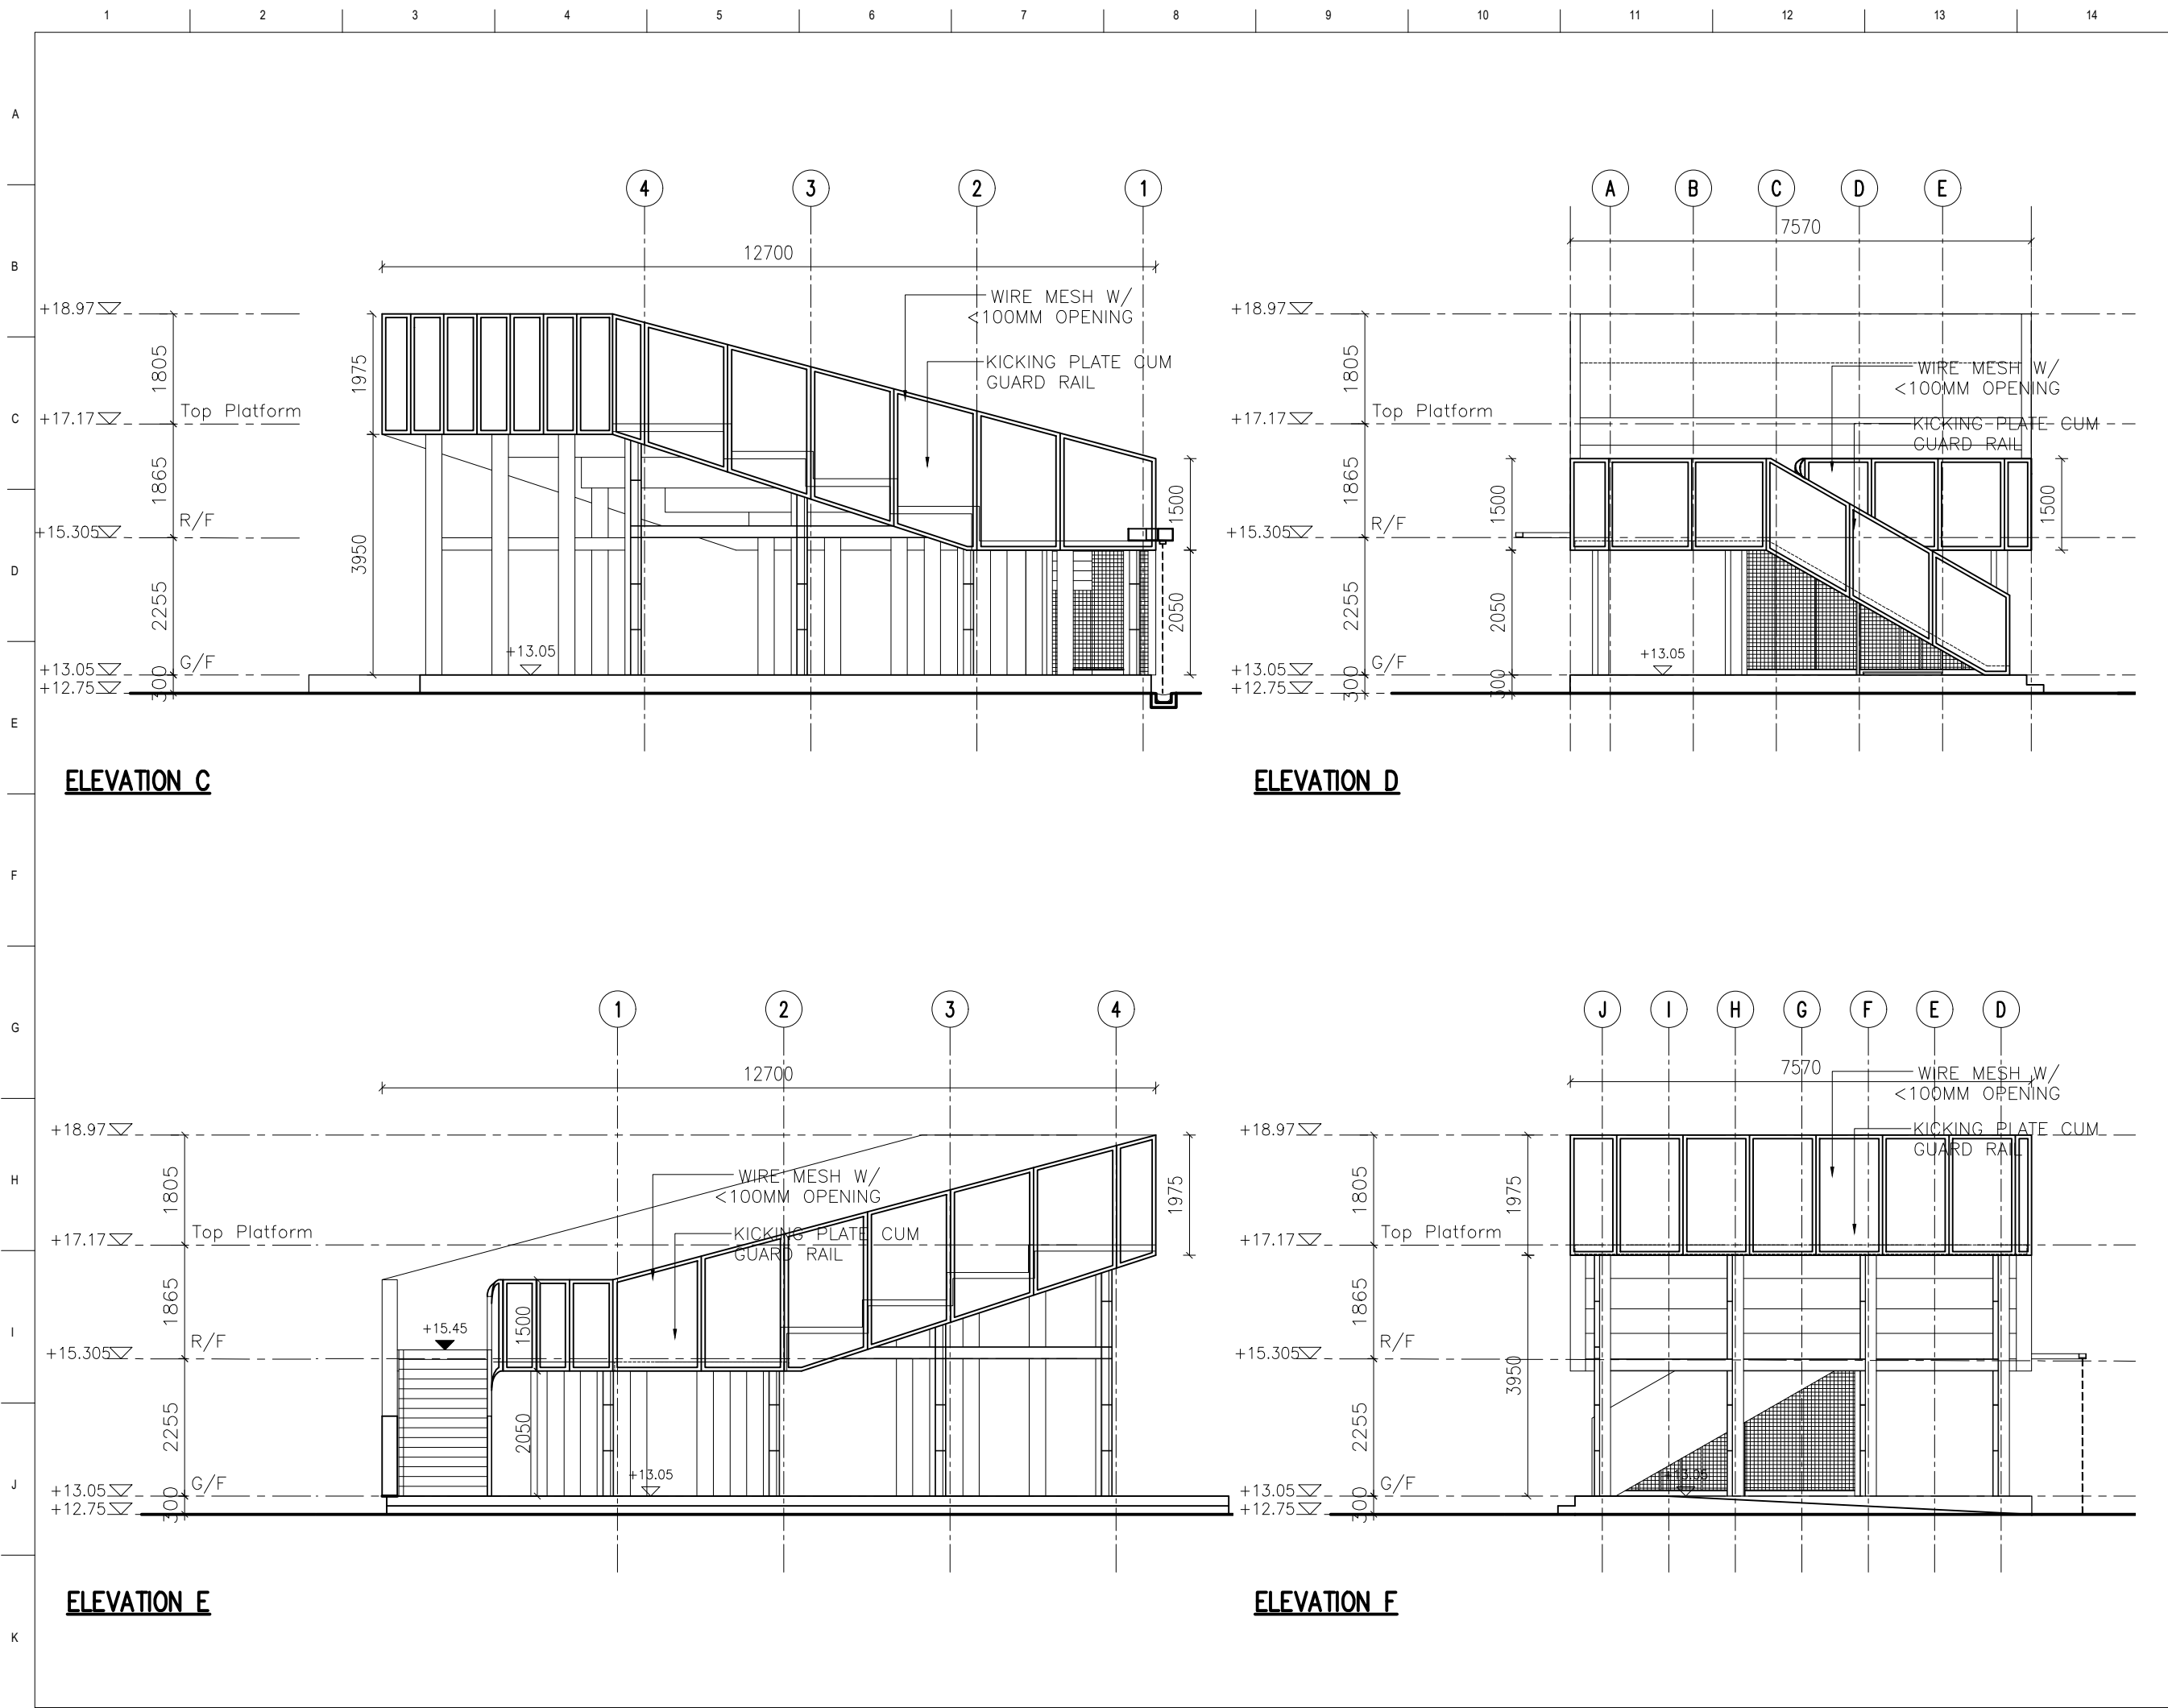 1 2 3 4 5 6 7 8 9 10 11 12 13 14
A
B
C
D
E
F
G
H
I
J
K
4 3 2 1
12700
WIRE MESH W/
<100MM OPENING
KICKING PLATE CUM
GUARD RAIL
+18.97
1805
1975
+17.17
Top Platform
1865
+15.305
R/F
3950
2255
1500
2050
+13.05
+13.05
G/F
+12.75
300
ELEVATION C
A B C D E
7570
+18.97
1805
WIRE MESH W/
<100MM OPENING
+17.17
Top Platform
KICKING PLATE CUM
GUARD RAIL
1865
1500
1500
+15.305
R/F
2255
2050
+13.05
+13.05
G/F
+12.75
300
300
ELEVATION D
1 2 3 4
12700
+18.97
1805
WIRE MESH W/
<100MM OPENING
1975
+17.17
Top Platform
KICKING PLATE CUM
GUARD RAIL
1865
+15.45
1500
+15.305
R/F
2255
2050
+13.05
+13.05
G/F
+12.75
300
ELEVATION E
J I H G F E D
7570
WIRE MESH W/
<100MM OPENING
+18.97
KICKING PLATE CUM
GUARD RAIL
1805
1975
+17.17
Top Platform
1865
+15.305
R/F
3950
2255
+13.05
+13.05
G/F
+12.75
300
ELEVATION F